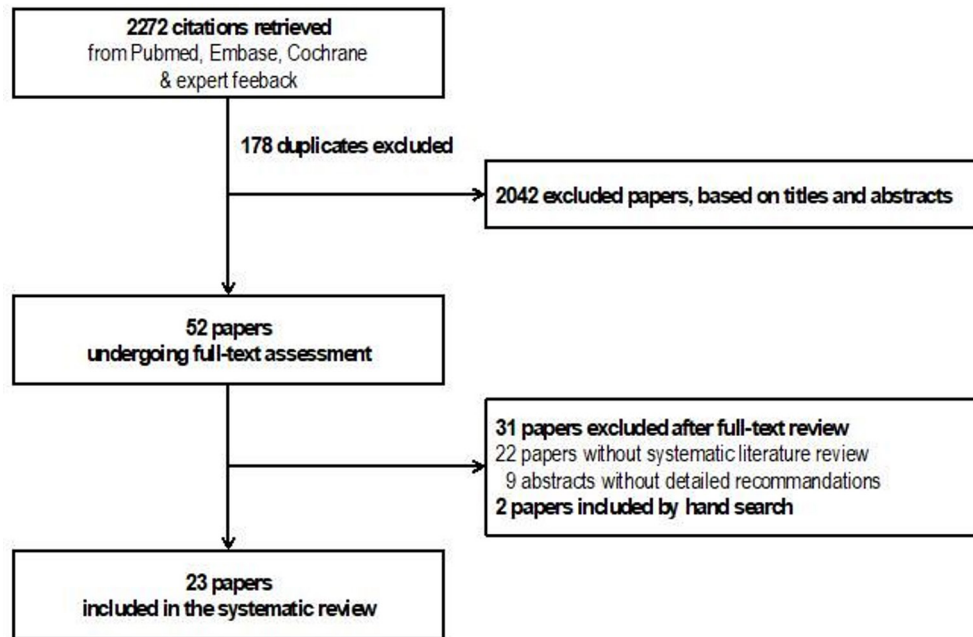 2272 citations retrieved
from Pubmed, Embase, Cochrane
& expert feeback
178 duplicates excluded
2042 excluded papers, based on titles and abstracts
52 papers
undergoing full-text assessment
31 papers excluded after full-text review
22 papers without systematic literature review
9 abstracts without detailed recommandations
2 papers included by hand search
23 papers
included in the systematic review